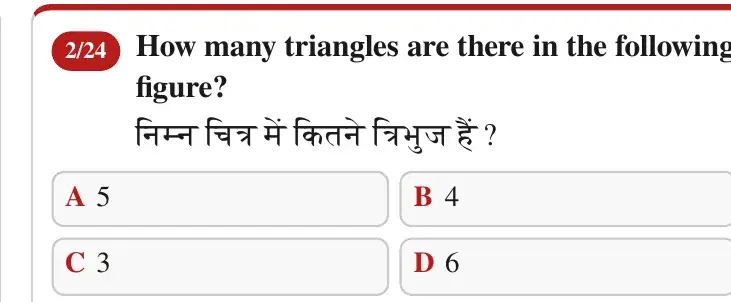 2/24 How many triangles are there in the following
figure?
निम्न चित्र में कितने त्रिभुज हैं ?
A 5
B 4
C 3
D 6